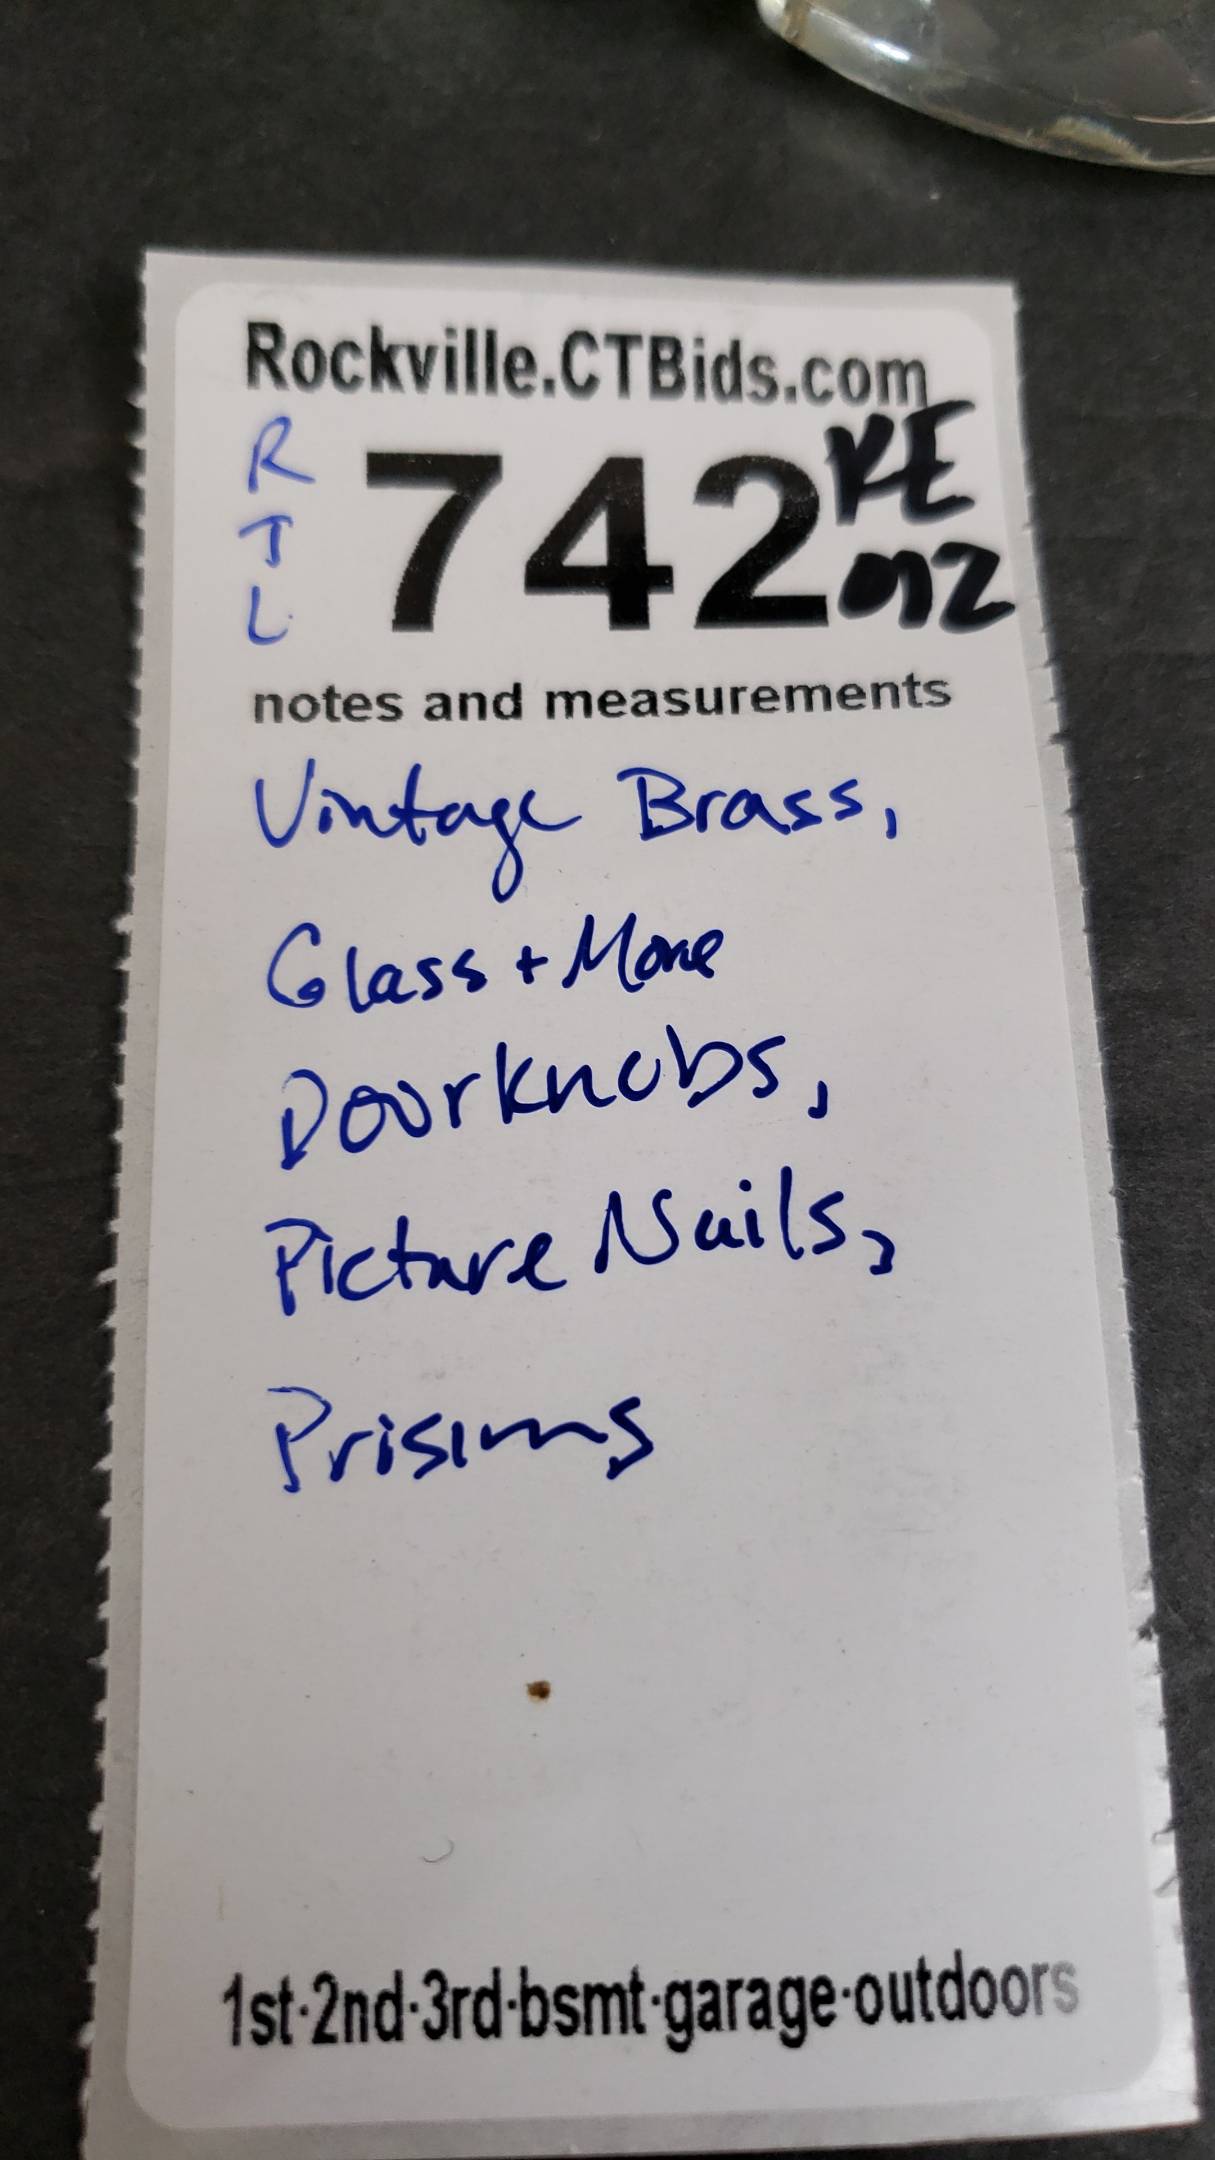 Rockville.CTBids.com
R
T
L
742
KE
012
notes and measurements
Vintage Brass,
Glass + More
Doorknobs,
Picture Nails,
Prisims
1st·2nd·3rd·bsmt·garage·outdoors